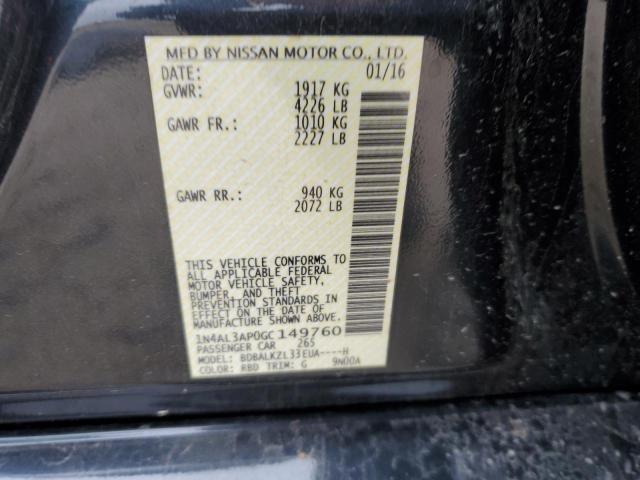 MFD BY NISSAN MOTOR CO., LTD.
DATE: 01/16
GVWR: 1917 KG
4226 LB
GAWR FR.: 1010 KG
2227 LB
GAWR RR.: 940 KG
2072 LB
THIS VEHICLE CONFORMS TO
ALL APPLICABLE FEDERAL
MOTOR VEHICLE SAFETY,
BUMPER, AND THEFT
PREVENTION STANDARDS IN
EFFECT ON THE DATE OF
MANUFACTURE SHOWN ABOVE.
1N4AL3AP0GC149760
PASSENGER CAR 265
MODEL: BDBALKZL33EUA----H
COLOR: RBD TRIM: G 9N00A